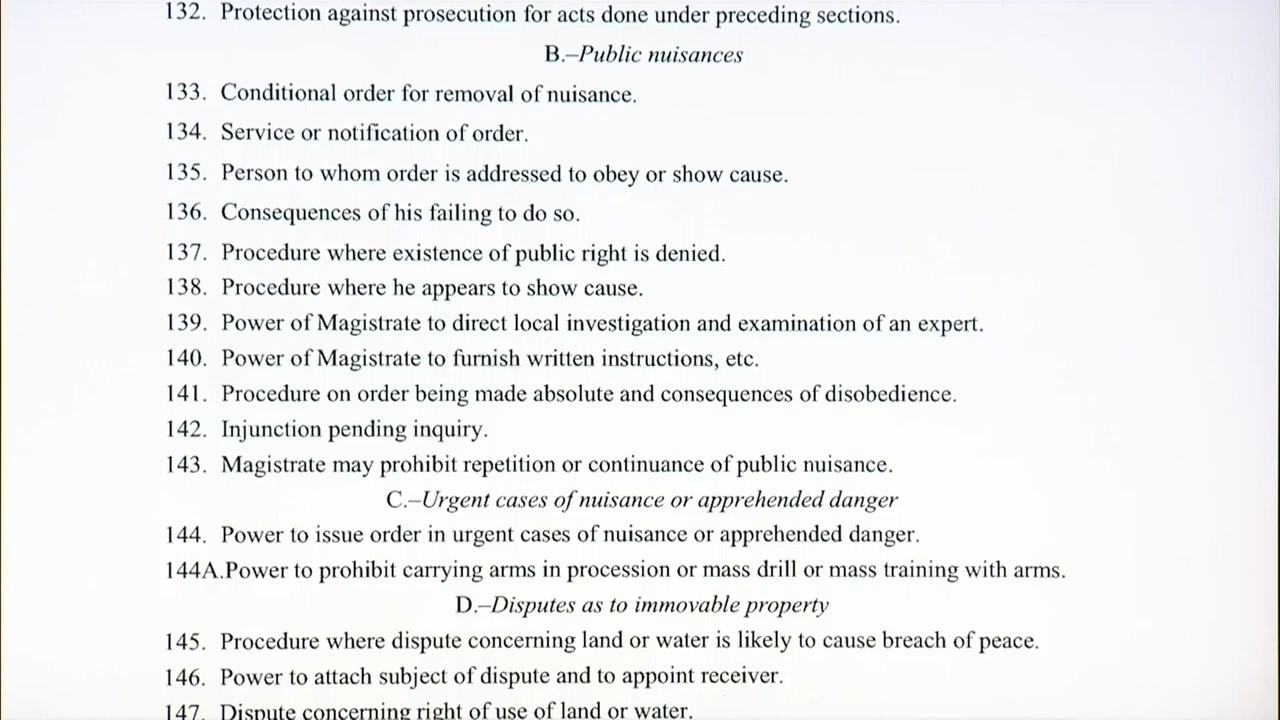 132. Protection against prosecution for acts done under preceding sections.
B.–Public nuisances
133. Conditional order for removal of nuisance.
134. Service or notification of order.
135. Person to whom order is addressed to obey or show cause.
136. Consequences of his failing to do so.
137. Procedure where existence of public right is denied.
138. Procedure where he appears to show cause.
139. Power of Magistrate to direct local investigation and examination of an expert.
140. Power of Magistrate to furnish written instructions, etc.
141. Procedure on order being made absolute and consequences of disobedience.
142. Injunction pending inquiry.
143. Magistrate may prohibit repetition or continuance of public nuisance.
C.–Urgent cases of nuisance or apprehended danger
144. Power to issue order in urgent cases of nuisance or apprehended danger.
144A.Power to prohibit carrying arms in procession or mass drill or mass training with arms.
D.–Disputes as to immovable property
145. Procedure where dispute concerning land or water is likely to cause breach of peace.
146. Power to attach subject of dispute and to appoint receiver.
147. Dispute concerning right of use of land or water.